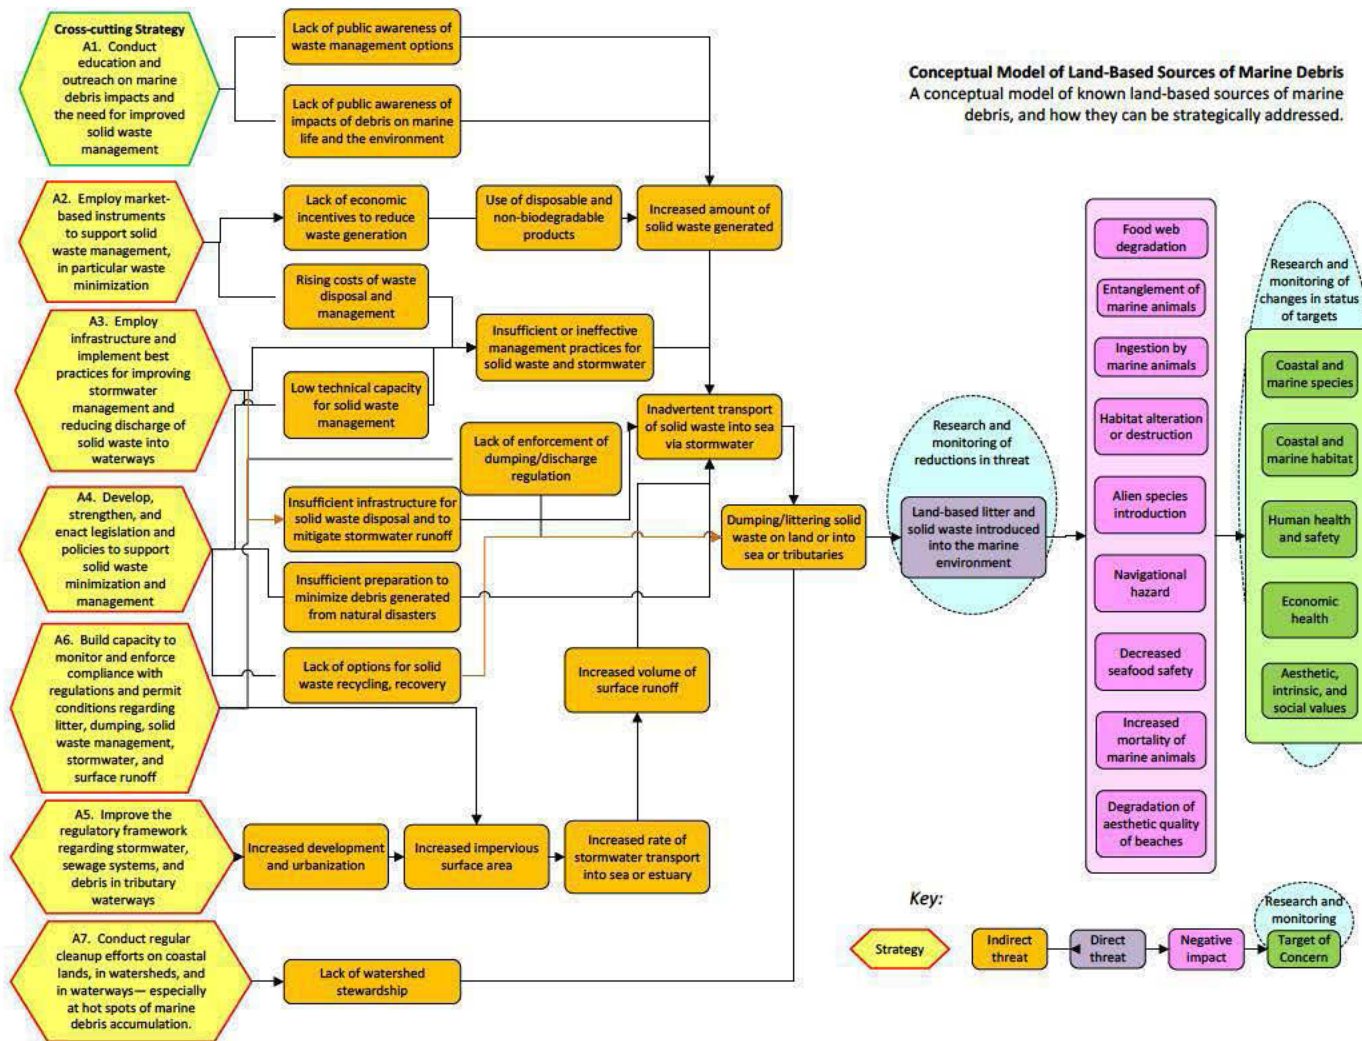 Cross-cutting Strategy
A1. Conduct
education and
outreach on marine
debris impacts and
the need for improved
solid waste
management
Lack of public awareness of
waste management options
Lack of public awareness of
impacts of debris on marine
life and the environment
Conceptual Model of Land-Based Sources of Marine Debris
A conceptual model of known land-based sources of marine
debris, and how they can be strategically addressed.
A2. Employ market-
based instruments
to support solid
waste management,
in particular waste
minimization
Lack of economic
incentives to reduce
waste generation
Use of disposable and
non-biodegradable
products
Increased amount of
solid waste generated
Rising costs of waste
disposal and
management
A3. Employ
infrastructure and
implement best
practices for improving
stormwater
management and
reducing discharge of
solid waste into
waterways
Insufficient or ineffective
management practices for
solid waste and stormwater
Low technical capacity
for solid waste
management
Inadvertent transport
of solid waste into sea
via stormwater
Lack of enforcement of
dumping/discharge
regulation
A4. Develop,
strengthen, and
enact legislation and
policies to support
solid waste
minimization and
management
Insufficient infrastructure for
solid waste disposal and to
mitigate stormwater runoff
Dumping/littering solid
waste on land or into
sea or tributaries
Insufficient preparation to
minimize debris generated
from natural disasters
A6. Build capacity to
monitor and enforce
compliance with
regulations and permit
conditions regarding
litter, dumping, solid
waste management,
stormwater, and
surface runoff
Lack of options for solid
waste recycling, recovery
Increased volume of
surface runoff
A5. Improve the
regulatory framework
regarding stormwater,
sewage systems, and
debris in tributary
waterways
Increased development
and urbanization
Increased impervious
surface area
Increased rate of
stormwater transport
into sea or estuary
A7. Conduct regular
cleanup efforts on coastal
lands, in watersheds, and
in waterways— especially
at hot spots of marine
debris accumulation.
Lack of watershed
stewardship
Research and
monitoring of
reductions in threat
Land-based litter and
solid waste introduced
into the marine
environment
Food web
degradation
Entanglement of
marine animals
Ingestion by
marine animals
Habitat alteration
or destruction
Alien species
introduction
Navigational
hazard
Decreased
seafood safety
Increased
mortality of
marine animals
Degradation of
aesthetic quality
of beaches
Research and
monitoring of
changes in status
of targets
Coastal and
marine species
Coastal and
marine habitat
Human health
and safety
Economic
health
Aesthetic,
intrinsic, and
social values
Key:
Strategy
Indirect
threat
Direct
threat
Negative
impact
Research and
monitoring
Target of
Concern